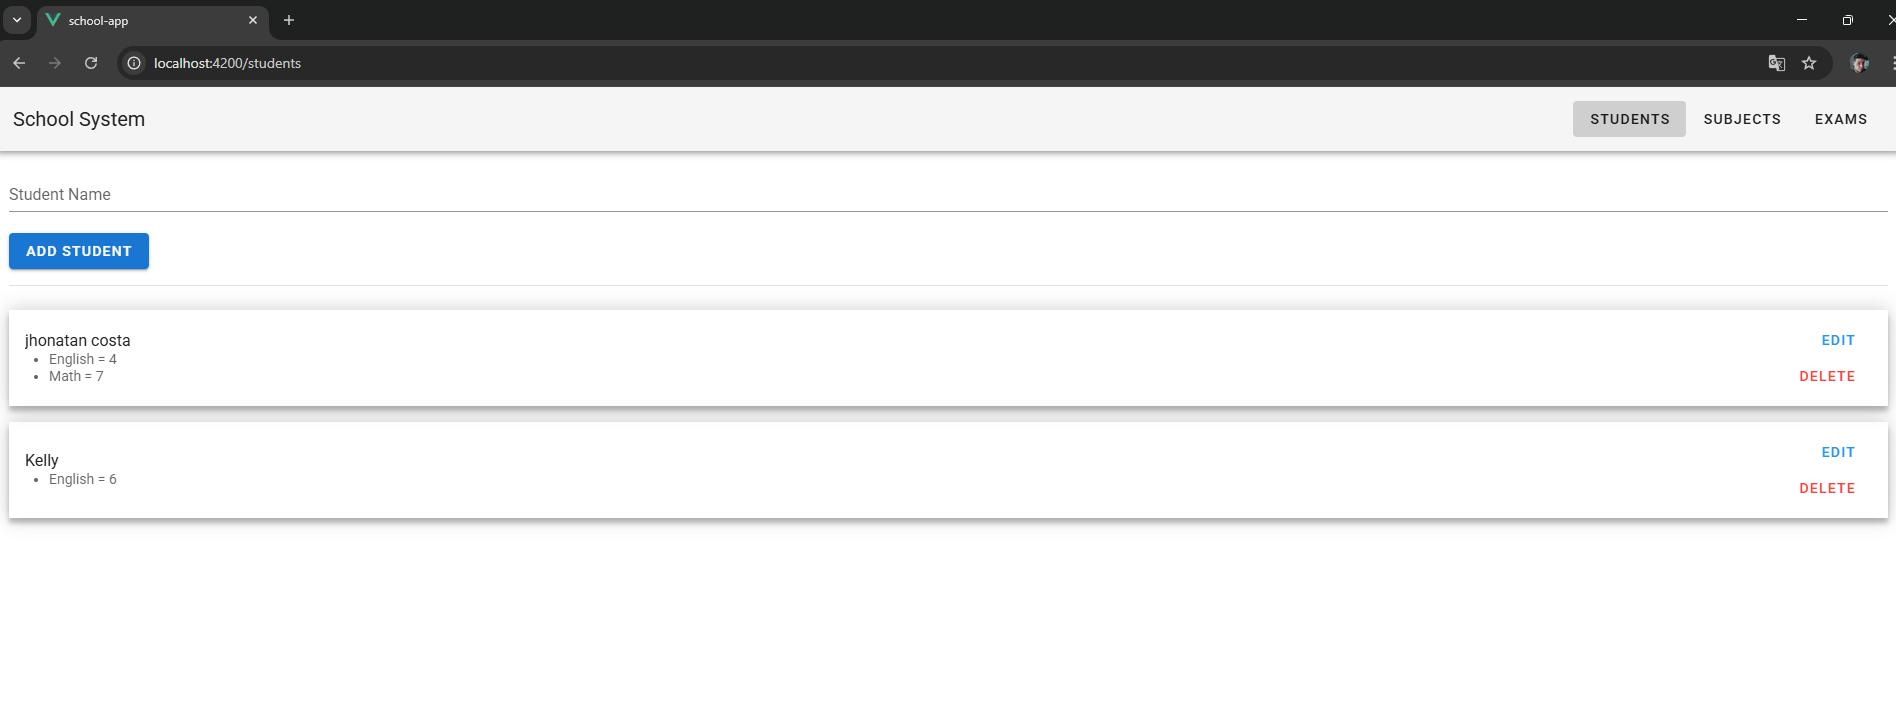 school-app
localhost:4200/students
School System
STUDENTS SUBJECTS EXAMS
Student Name
ADD STUDENT
jhonatan costa
English = 4
Math = 7
EDIT
DELETE
Kelly
English = 6
EDIT
DELETE